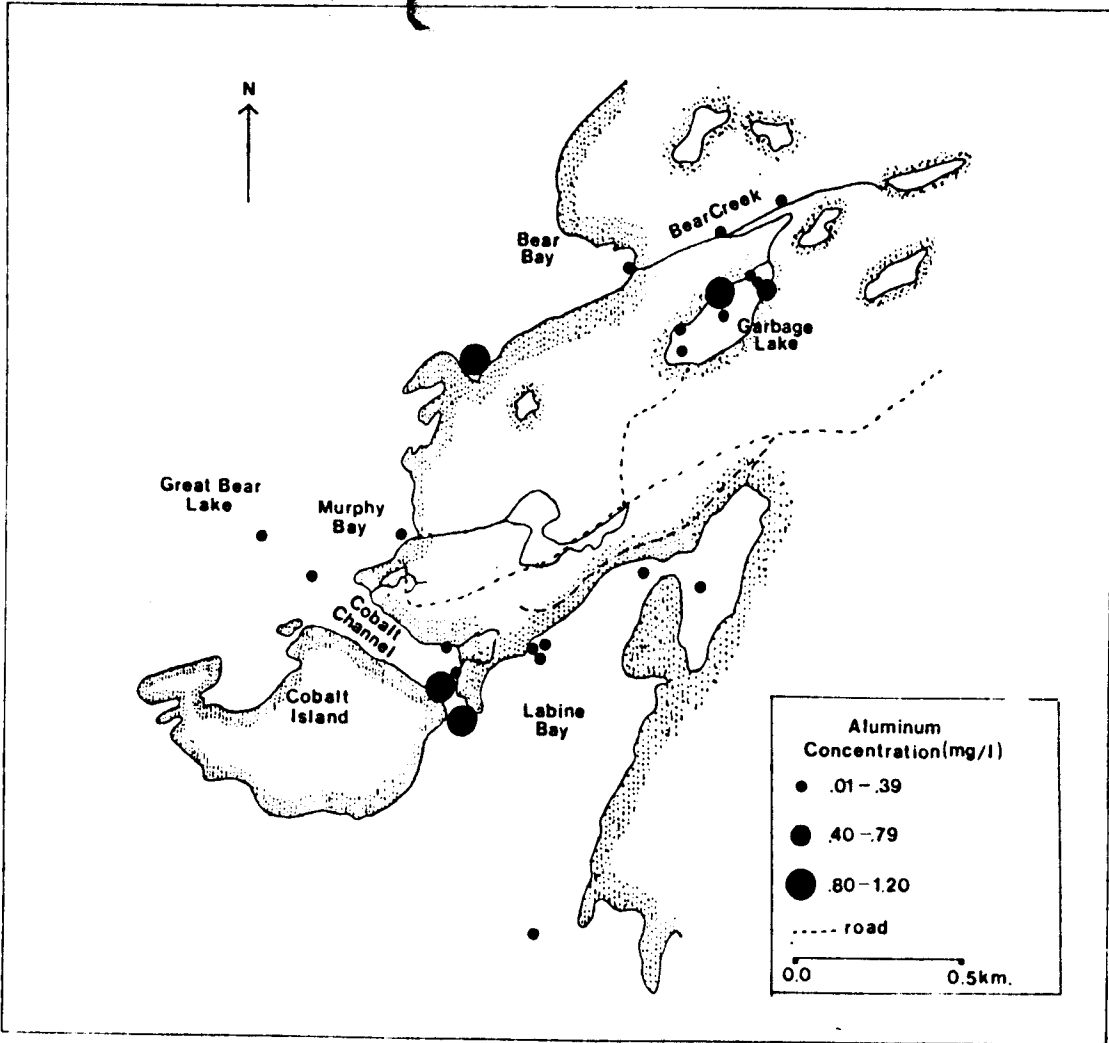 N
Bear Creek
Bear
Bay
Garbage
Lake
Great Bear
Lake
Murphy
Bay
Cobalt
Channel
Cobalt
Island
Labine
Bay
Aluminum
Concentration(mg/l)
.01-.39
.40-.79
.80-1.20
road
0.0
0.5km.